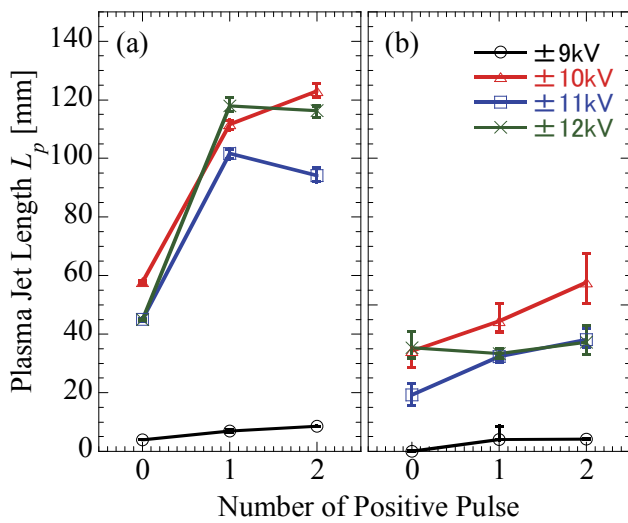 (a)
(b)
±9kV
±10kV
±11kV
±12kV
Plasma Jet Length L_p [mm]
140
120
100
80
60
40
20
0
0 1 2
0 1 2
Number of Positive Pulse